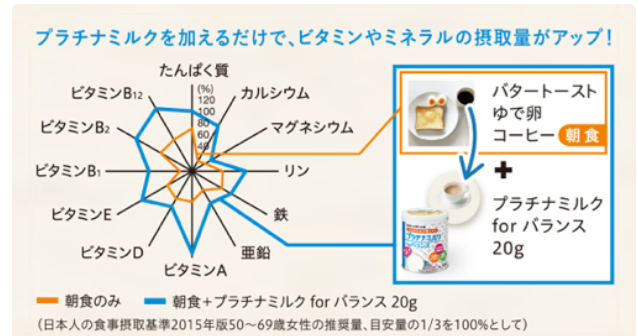 プラチナミルクを加えるだけで、ビタミンやミネラルの摂取量がアップ！
たんぱく質
(%)
120
100
80
60
40
カルシウム
マグネシウム
リン
鉄
亜鉛
ビタミンA
ビタミンD
ビタミンE
ビタミンB1
ビタミンB2
ビタミンB12
バタートースト
ゆで卵
コーヒー 朝食
+
プラチナミルク
for バランス
20g
プラチナミルク
朝食のみ 朝食+プラチナミルク for バランス 20g
(日本人の食事摂取基準2015年版50〜69歳女性の推奨量、目安量の1/3を100%として)